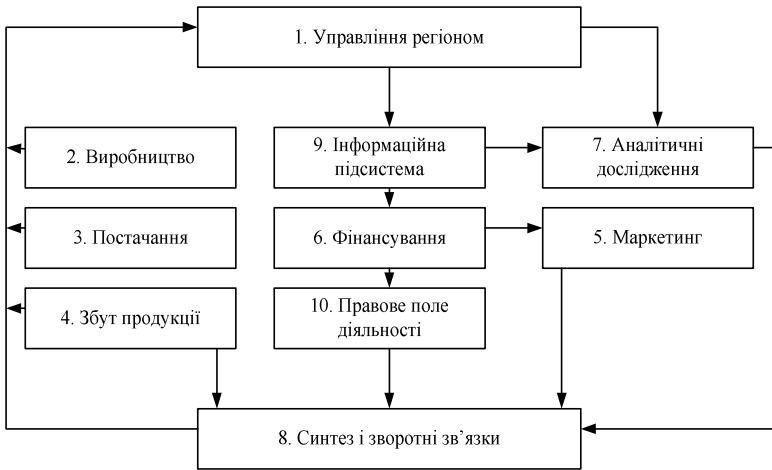 1. Управління регіоном
2. Виробництво
9. Інформаційна
підсистема
7. Аналітичні
дослідження
3. Постачання
6. Фінансування
5. Маркетинг
4. Збут продукції
10. Правове поле
діяльності
8. Синтез і зворотні зв’язки